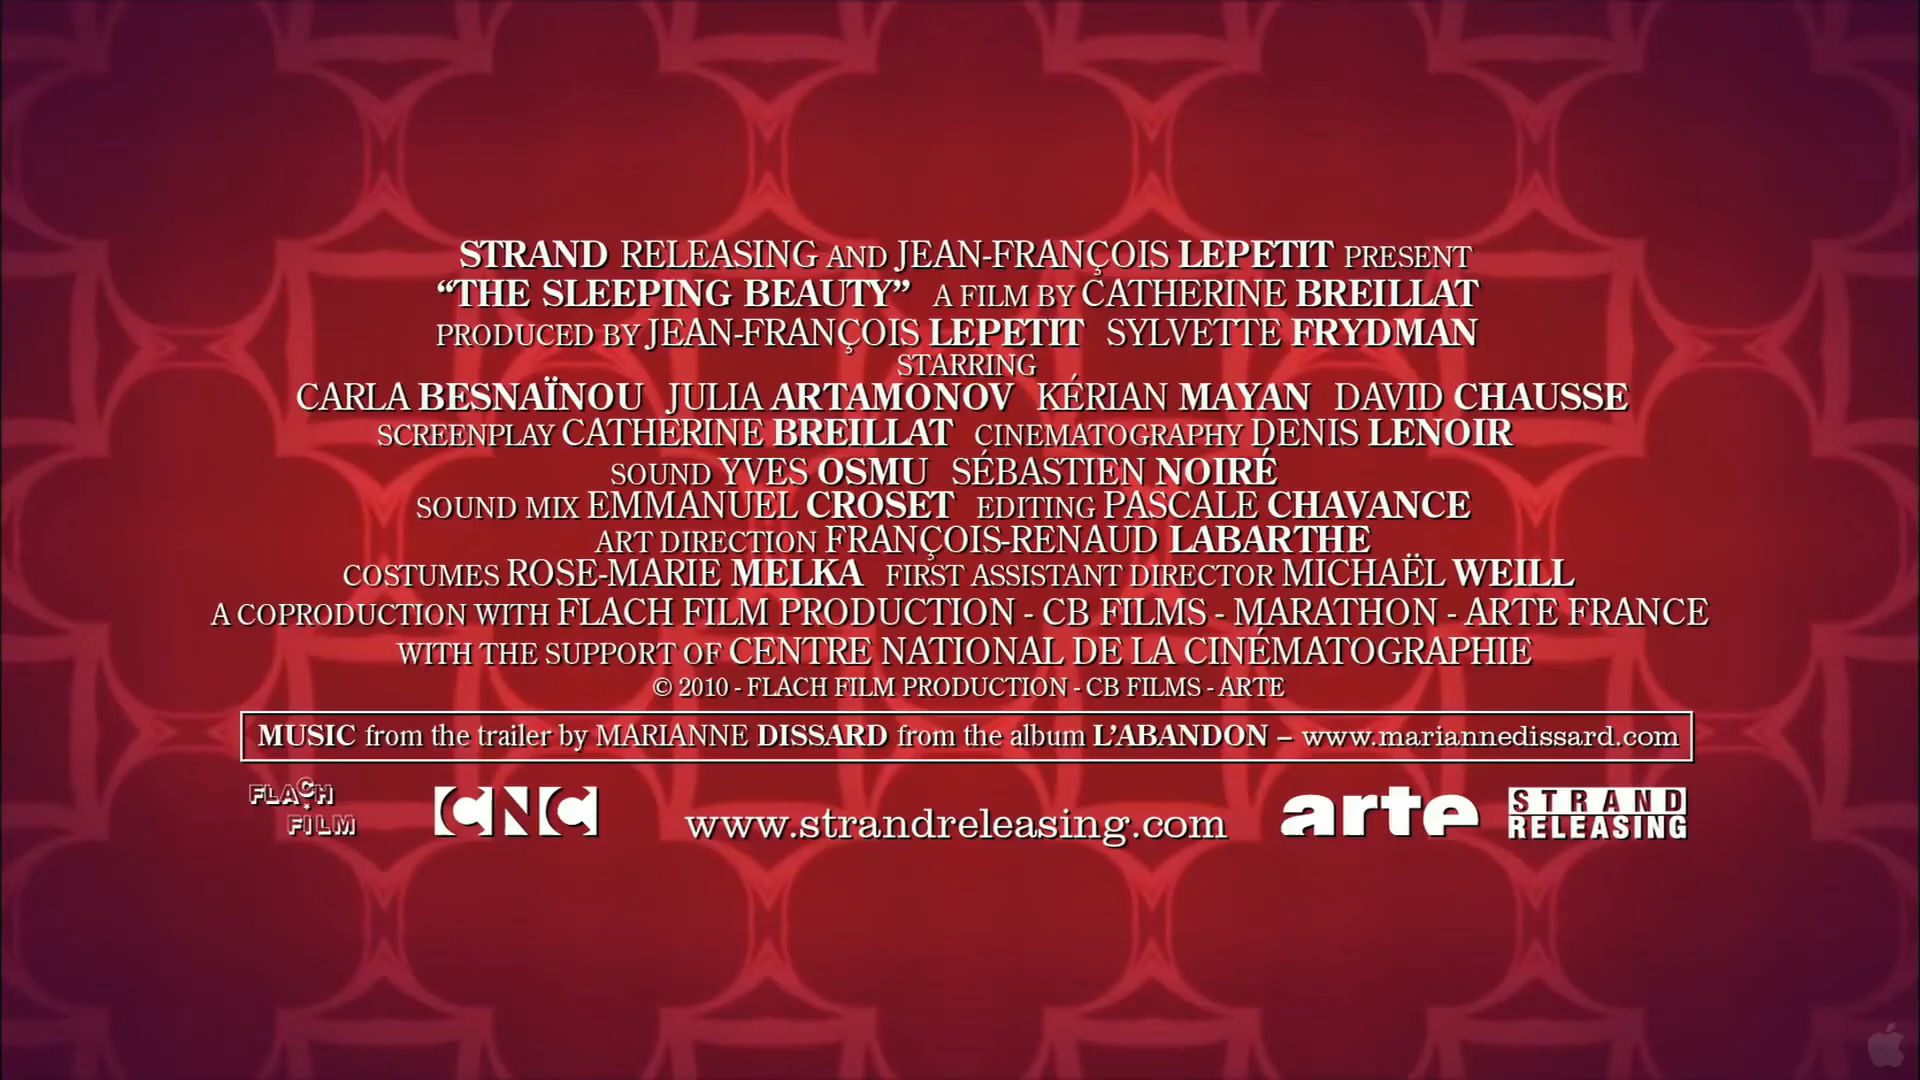 STRAND RELEASING AND JEAN-FRANÇOIS LEPETIT PRESENT
“THE SLEEPING BEAUTY” A FILM BY CATHERINE BREILLAT
PRODUCED BY JEAN-FRANÇOIS LEPETIT SYLVETTE FRYDMAN
STARRING
CARLA BESNAÏNOU JULIA ARTAMONOV KÉRIAN MAYAN DAVID CHAUSSE
SCREENPLAY CATHERINE BREILLAT CINEMATOGRAPHY DENIS LENOIR
SOUND YVES OSMU SÉBASTIEN NOIRÉ
SOUND MIX EMMANUEL CROSET EDITING PASCALE CHAVANCE
ART DIRECTION FRANÇOIS-RENAUD LABARTHE
COSTUMES ROSE-MARIE MELKA FIRST ASSISTANT DIRECTOR MICHAËL WEILL
A COPRODUCTION WITH FLACH FILM PRODUCTION - CB FILMS - MARATHON - ARTE FRANCE
WITH THE SUPPORT OF CENTRE NATIONAL DE LA CINÉMATOGRAPHIE
© 2010 - FLACH FILM PRODUCTION - CB FILMS - ARTE
MUSIC from the trailer by MARIANNE DISSARD from the album L’ABANDON – www.mariannedissard.com
FLACH
FILM
CNC
www.strandreleasing.com
arte
STRAND
RELEASING